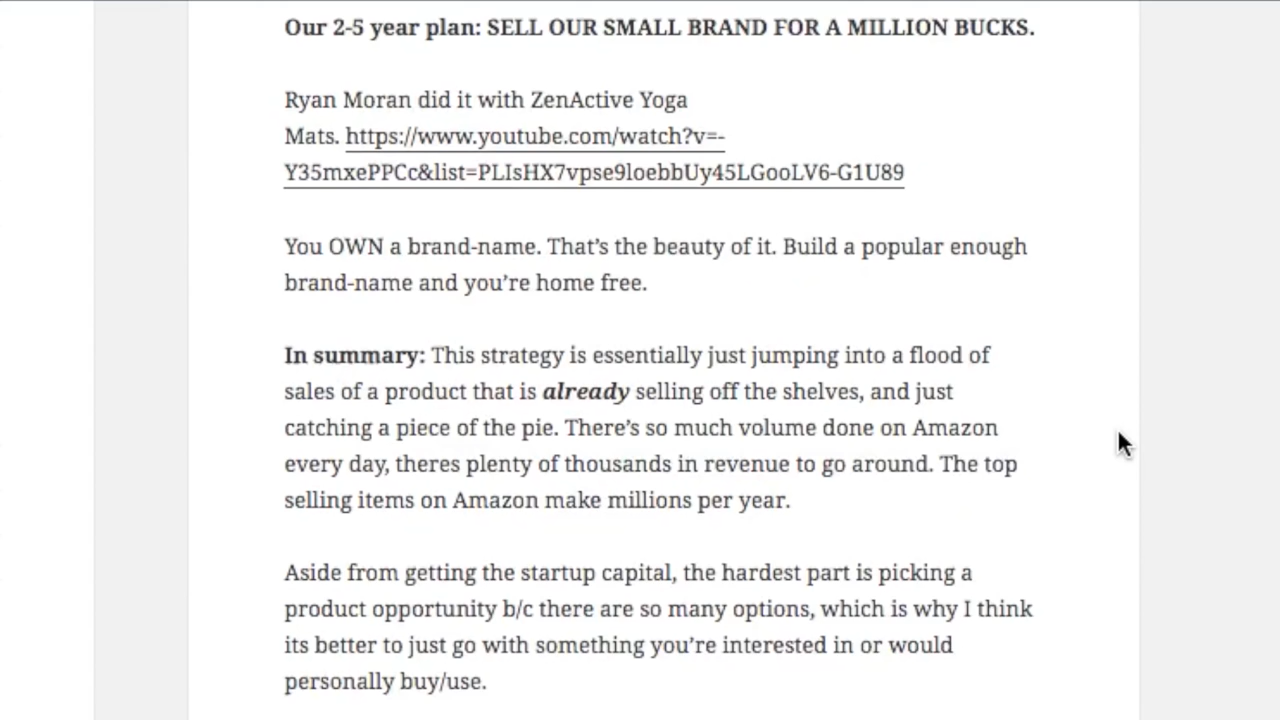 Our 2-5 year plan: SELL OUR SMALL BRAND FOR A MILLION BUCKS.
Ryan Moran did it with ZenActive Yoga
Mats. https://www.youtube.com/watch?v=-
Y35mxePPCc&list=PLIsHX7vpse9loebbUy45LGooLV6-G1U89
You OWN a brand-name. That’s the beauty of it. Build a popular enough
brand-name and you’re home free.
In summary: This strategy is essentially just jumping into a flood of
sales of a product that is already selling off the shelves, and just
catching a piece of the pie. There’s so much volume done on Amazon
every day, theres plenty of thousands in revenue to go around. The top
selling items on Amazon make millions per year.
Aside from getting the startup capital, the hardest part is picking a
product opportunity b/c there are so many options, which is why I think
its better to just go with something you’re interested in or would
personally buy/use.